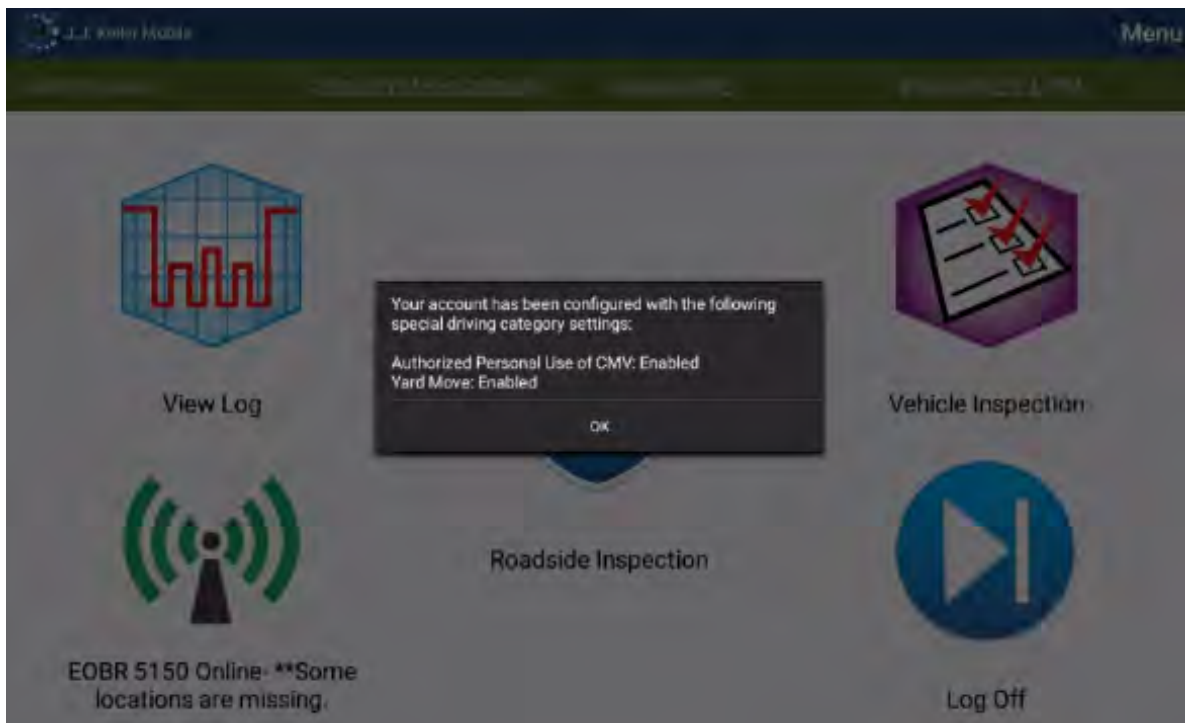 J.J. Keller Mobile
Menu
Your account has been configured with the following
special driving category settings:
Authorized Personal Use of CMV: Enabled
Yard Move: Enabled
OK
View Log
Vehicle Inspection
Roadside Inspection
EOBR 5150 Online- **Some
locations are missing.
Log Off